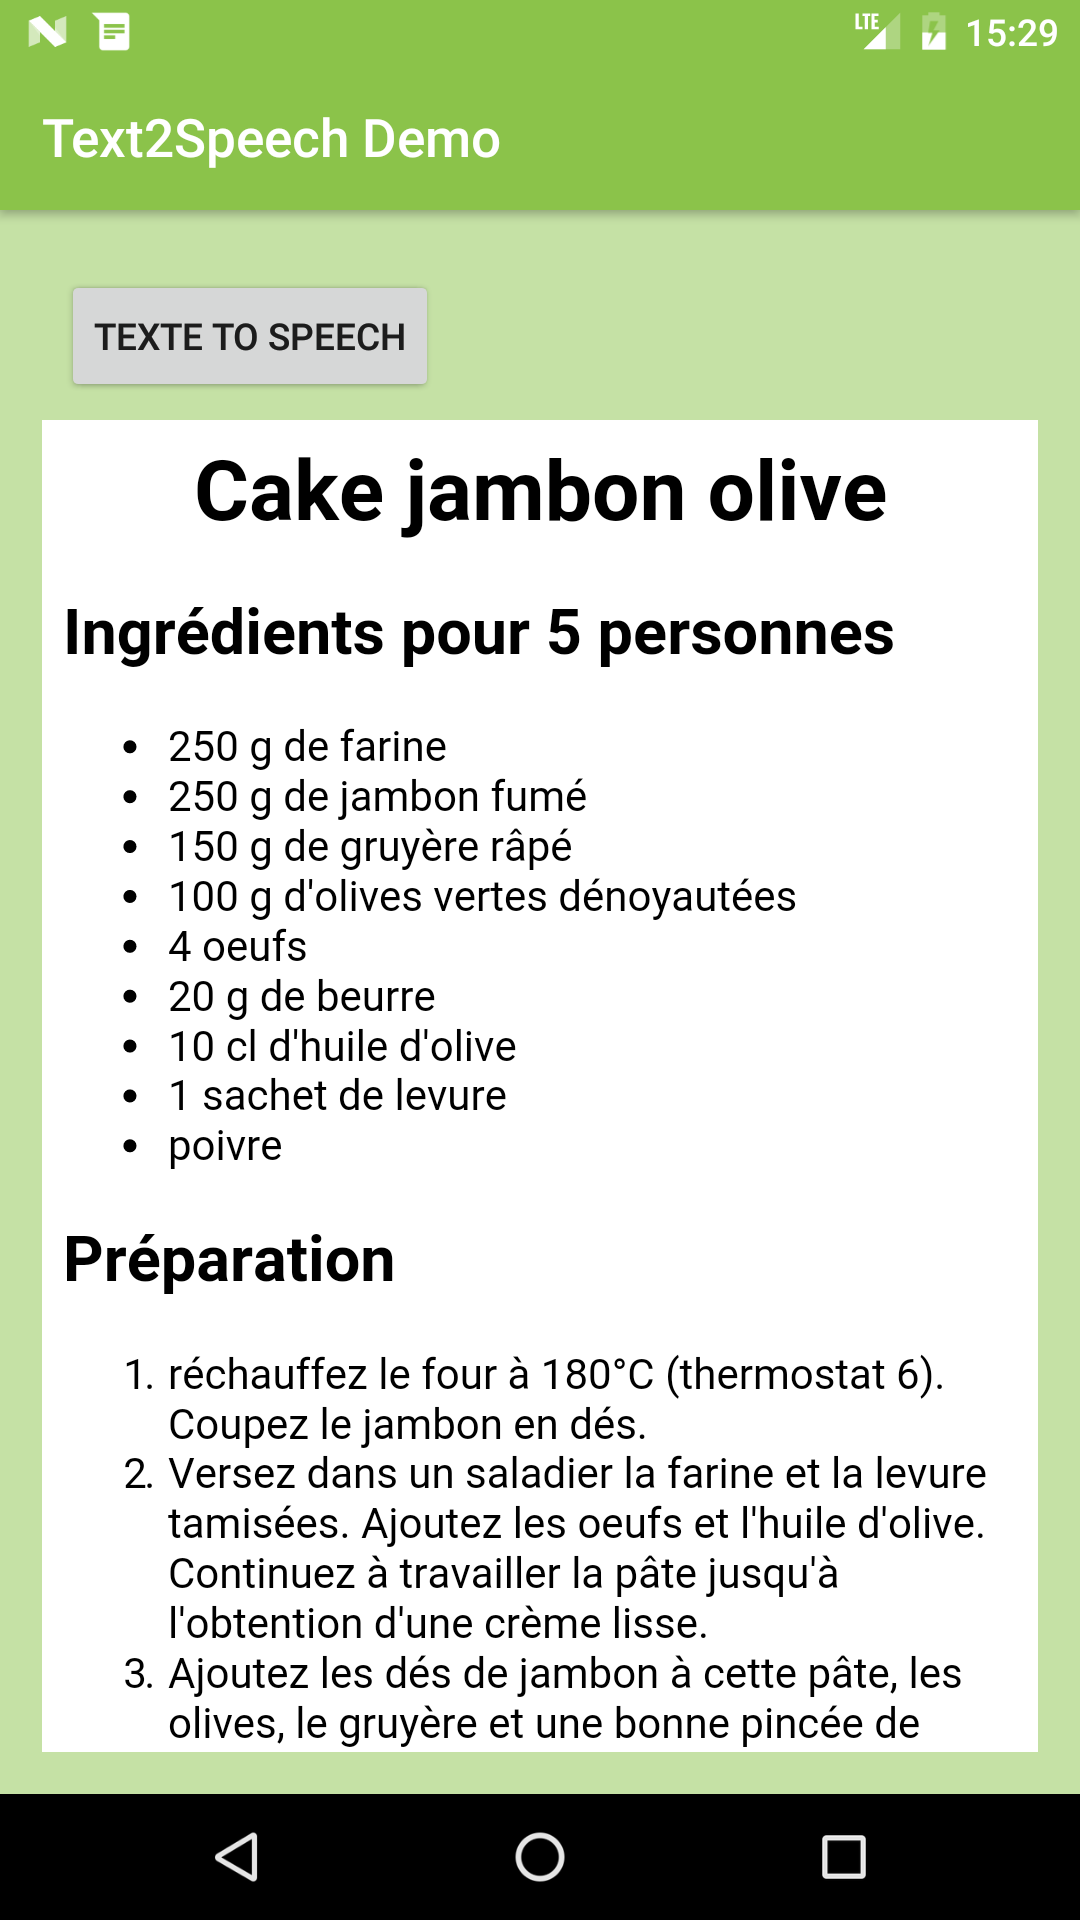 LTE 15:29
Text2Speech Demo
TEXTE TO SPEECH
Cake jambon olive
Ingrédients pour 5 personnes
• 250 g de farine
• 250 g de jambon fumé
• 150 g de gruyère râpé
• 100 g d'olives vertes dénoyautées
• 4 oeufs
• 20 g de beurre
• 10 cl d'huile d'olive
• 1 sachet de levure
• poivre
Préparation
1. réchauffez le four à 180°C (thermostat 6).
Coupez le jambon en dés.
2. Versez dans un saladier la farine et la levure
tamisées. Ajoutez les oeufs et l'huile d'olive.
Continuez à travailler la pâte jusqu'à
l'obtention d'une crème lisse.
3. Ajoutez les dés de jambon à cette pâte, les
olives, le gruyère et une bonne pincée de